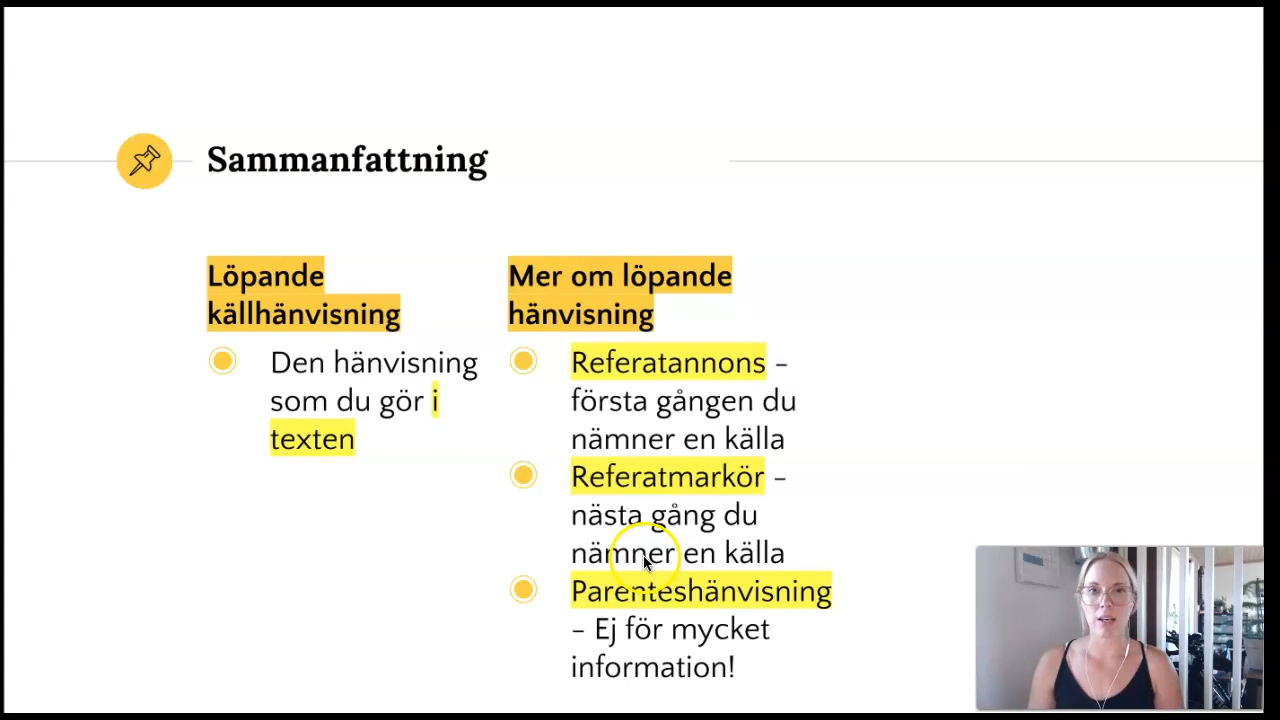 Sammanfattning
Löpande
källhänvisning
Den hänvisning
som du gör i
texten
Mer om löpande
hänvisning
Referatannons –
första gången du
nämner en källa
Referatmarkör –
nästa gång du
nämner en källa
Parenteshänvisning
– Ej för mycket
information!